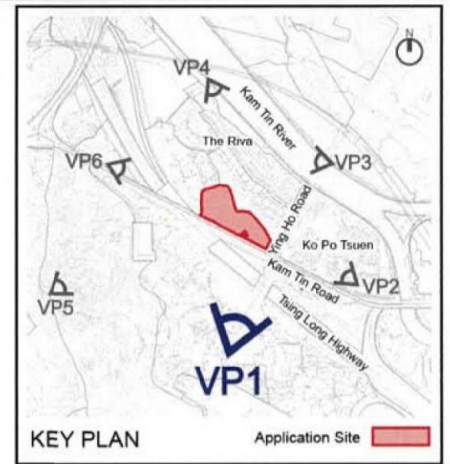 N
VP4
Kam Tin River
The Riva
VP6
VP3
Ying Ho Road
Ko Po Tsuen
Kam Tin Road
VP2
VP5
Tsing Long Highway
VP1
KEY PLAN
Application Site